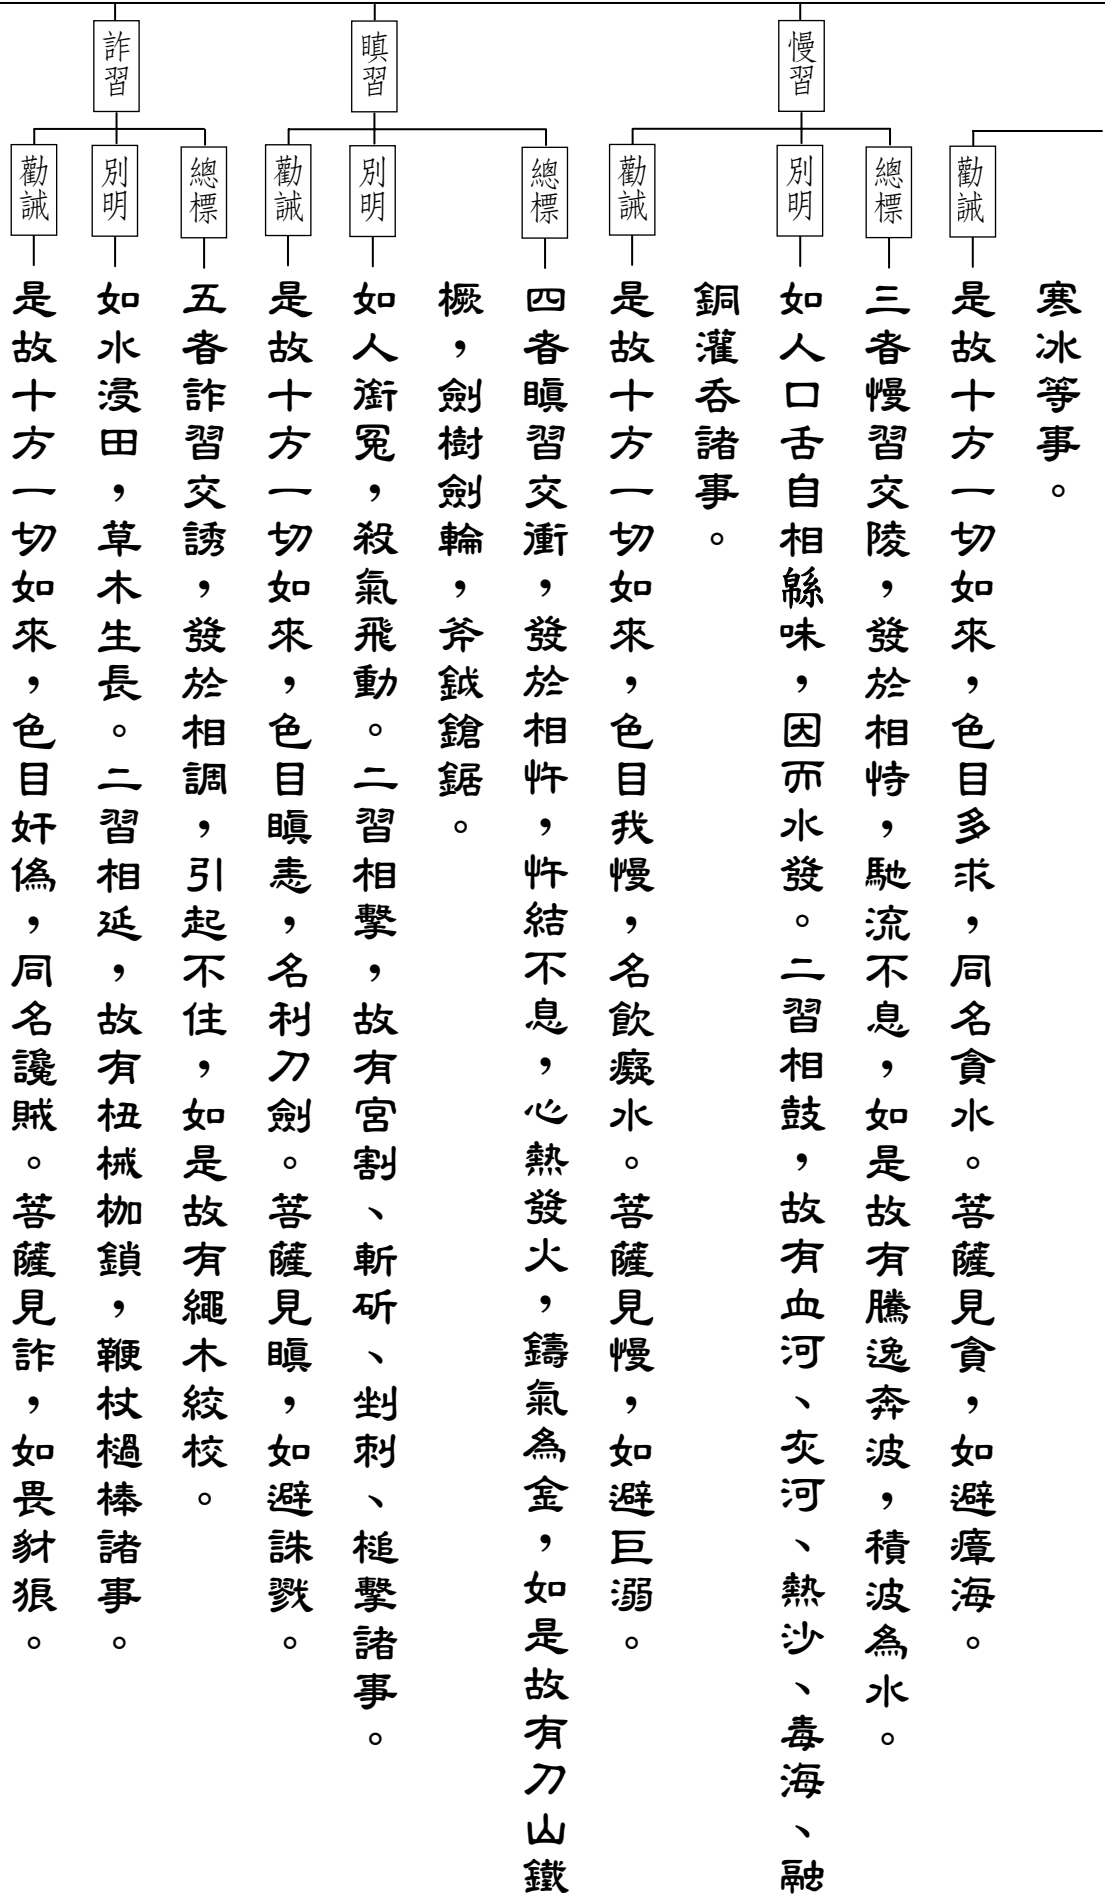 寒冰等事。
勸誡
是故十方一切如來，色目多求，同名貪水。菩薩見貪，如避瘴海。
慢習
總標
三者慢習交陵，發於相恃，馳流不息，如是故有騰逸奔波，積波為水。
別明
如人口舌自相緜味，因而水發。二習相鼓，故有血河、灰河、熱沙、毒海、融
銅灌吞諸事。
勸誡
是故十方一切如來，色目我慢，名飲癡水。菩薩見慢，如避巨溺。
瞋習
總標
四者瞋習交衝，發於相忤，忤結不息，心熱發火，鑄氣為金，如是故有刀山鐵
橛，劍樹劍輪，斧鉞鎗鋸。
別明
如人銜冤，殺氣飛動。二習相擊，故有宮割、斬斫、剉刺、槌擊諸事。
勸誡
是故十方一切如來，色目瞋恚，名利刀劍。菩薩見瞋，如避誅戮。
詐習
總標
五者詐習交誘，發於相調，引起不住，如是故有繩木絞校。
別明
如水浸田，草木生長。二習相延，故有杻械枷鎖，鞭杖檛棒諸事。
勸誡
是故十方一切如來，色目奸偽，同名讒賊。菩薩見詐，如畏豺狼。